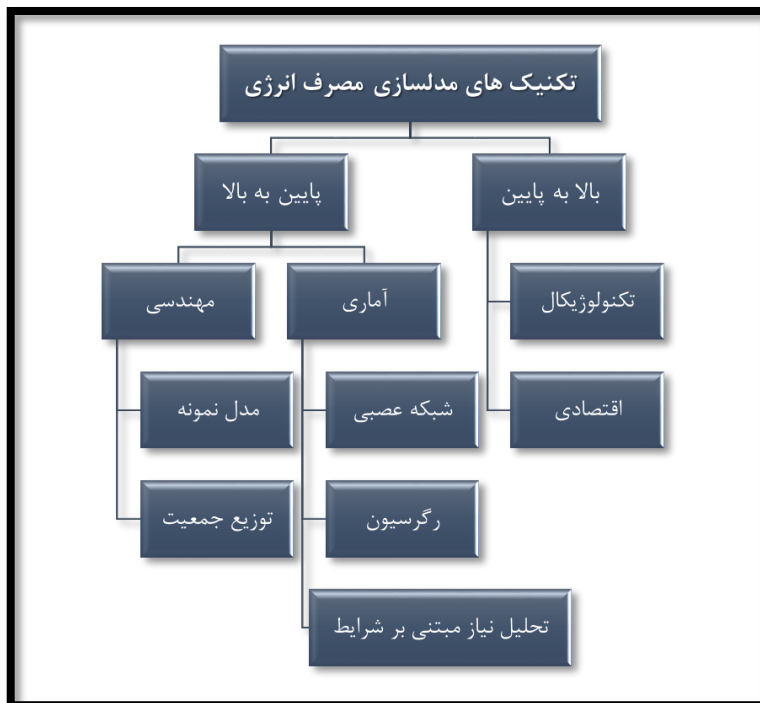 تکنیک های مدلسازی مصرف انرژی
بالا به پایین
تکنولوژیکال
اقتصادی
پایین به بالا
آماری
شبکه عصبی
رگرسیون
تحلیل نیاز مبتنی بر شرایط
مهندسی
مدل نمونه
توزیع جمعیت